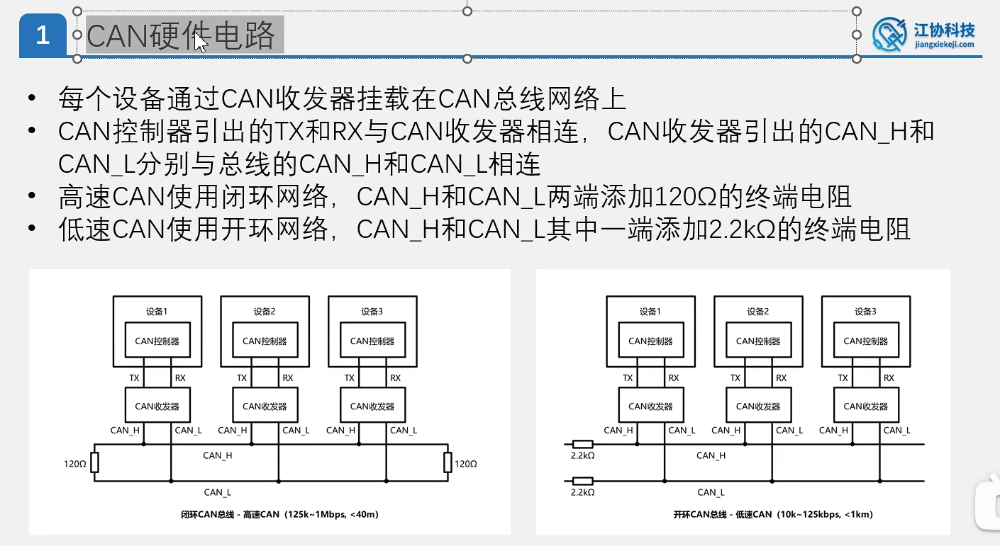 1
CAN硬件电路
江协科技
jiangxiekeji.com
• 每个设备通过CAN收发器挂载在CAN总线网络上
• CAN控制器引出的TX和RX与CAN收发器相连，CAN收发器引出的CAN_H和
CAN_L分别与总线的CAN_H和CAN_L相连
• 高速CAN使用闭环网络，CAN_H和CAN_L两端添加120Ω的终端电阻
• 低速CAN使用开环网络，CAN_H和CAN_L其中一端添加2.2kΩ的终端电阻
设备1 设备2 设备3
CAN控制器 CAN控制器 CAN控制器
TX RX TX RX TX RX
CAN收发器 CAN收发器 CAN收发器
CAN_H CAN_L CAN_H CAN_L CAN_H CAN_L
CAN_H
120Ω 120Ω
CAN_L
闭环CAN总线 - 高速CAN（125k~1Mbps, <40m）
设备1 设备2 设备3
CAN控制器 CAN控制器 CAN控制器
TX RX TX RX TX RX
CAN收发器 CAN收发器 CAN收发器
CAN_H CAN_L CAN_H CAN_L CAN_H CAN_L
2.2kΩ CAN_H
2.2kΩ CAN_L
开环CAN总线 - 低速CAN（10k~125kbps, <1km）